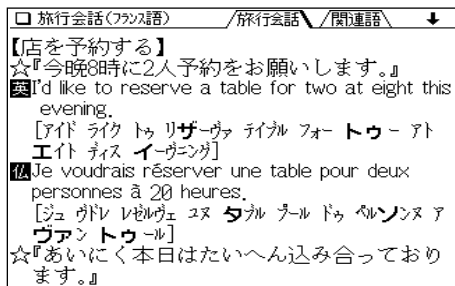 旅行会話(フランス語) 旅行会話 関連語 ↓
【店を予約する】
☆『今晩8時に2人予約をお願いします。』
英I'd like to reserve a table for two at eight this
evening.
[アイド ライク トゥ リザーヴァ テイブル フォー トゥー アト
エイト ディス イーヴニング]
仏Je voudrais réserver une table pour deux
personnes à 20 heures.
[ジュ ヴドレ レゼルヴェ ユヌ タブル プール ドゥ ペルソンヌ ア
ヴァン トゥール]
☆『あいにく本日はたいへん込み合っており
ます。』